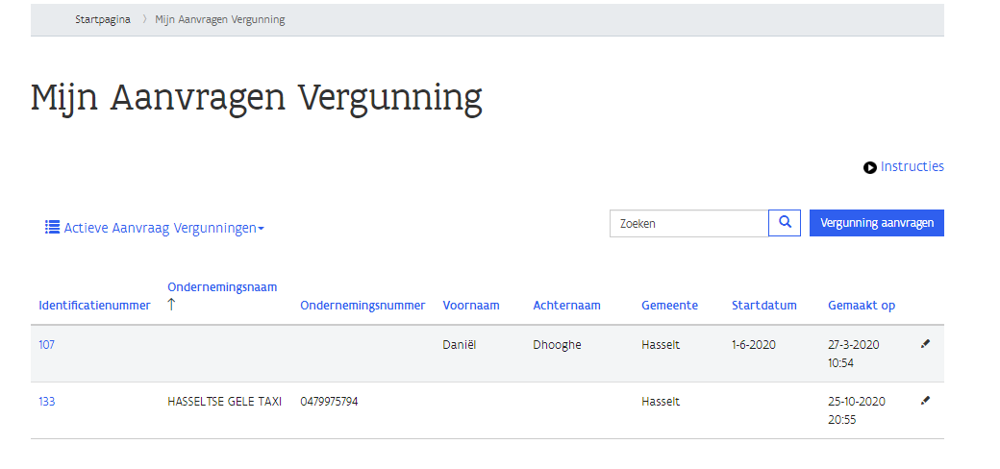 Startpagina 〉 Mijn Aanvragen Vergunning
Mijn Aanvragen Vergunning
Instructies
Actieve Aanvraag Vergunningen
Zoeken
Vergunning aanvragen
Identificatienummer Ondernemingsnaam ↑ Ondernemingsnummer Voornaam Achternaam Gemeente Startdatum Gemaakt op
107 Daniël Dhooghe Hasselt 1-6-2020 27-3-2020 10:54
133 HASSELTSE GELE TAXI 0479975794 Hasselt 25-10-2020 20:55